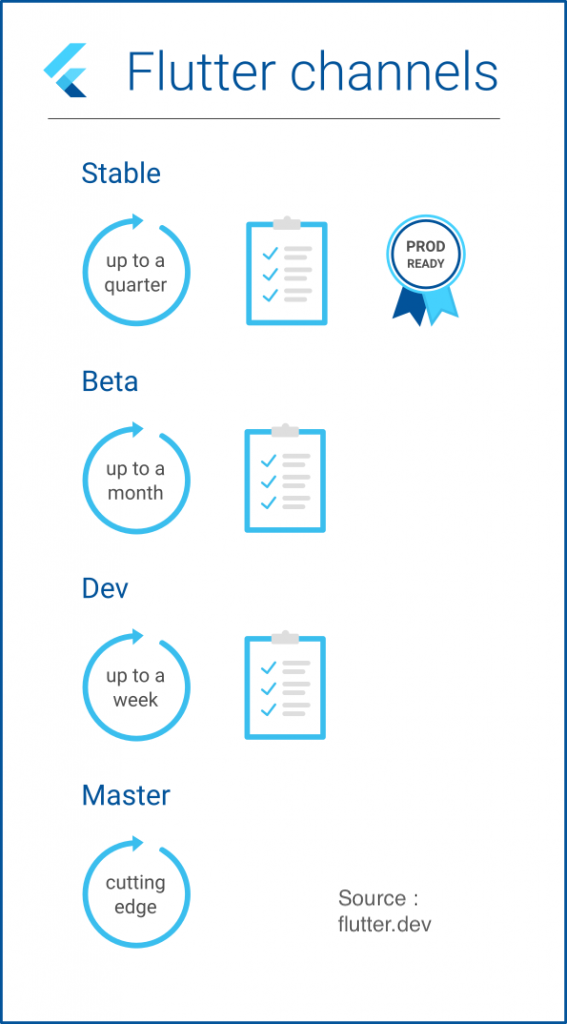 Flutter channels
Stable
up to a
quarter
PROD
READY
Beta
up to a
month
Dev
up to a
week
Master
cutting
edge
Source :
flutter.dev